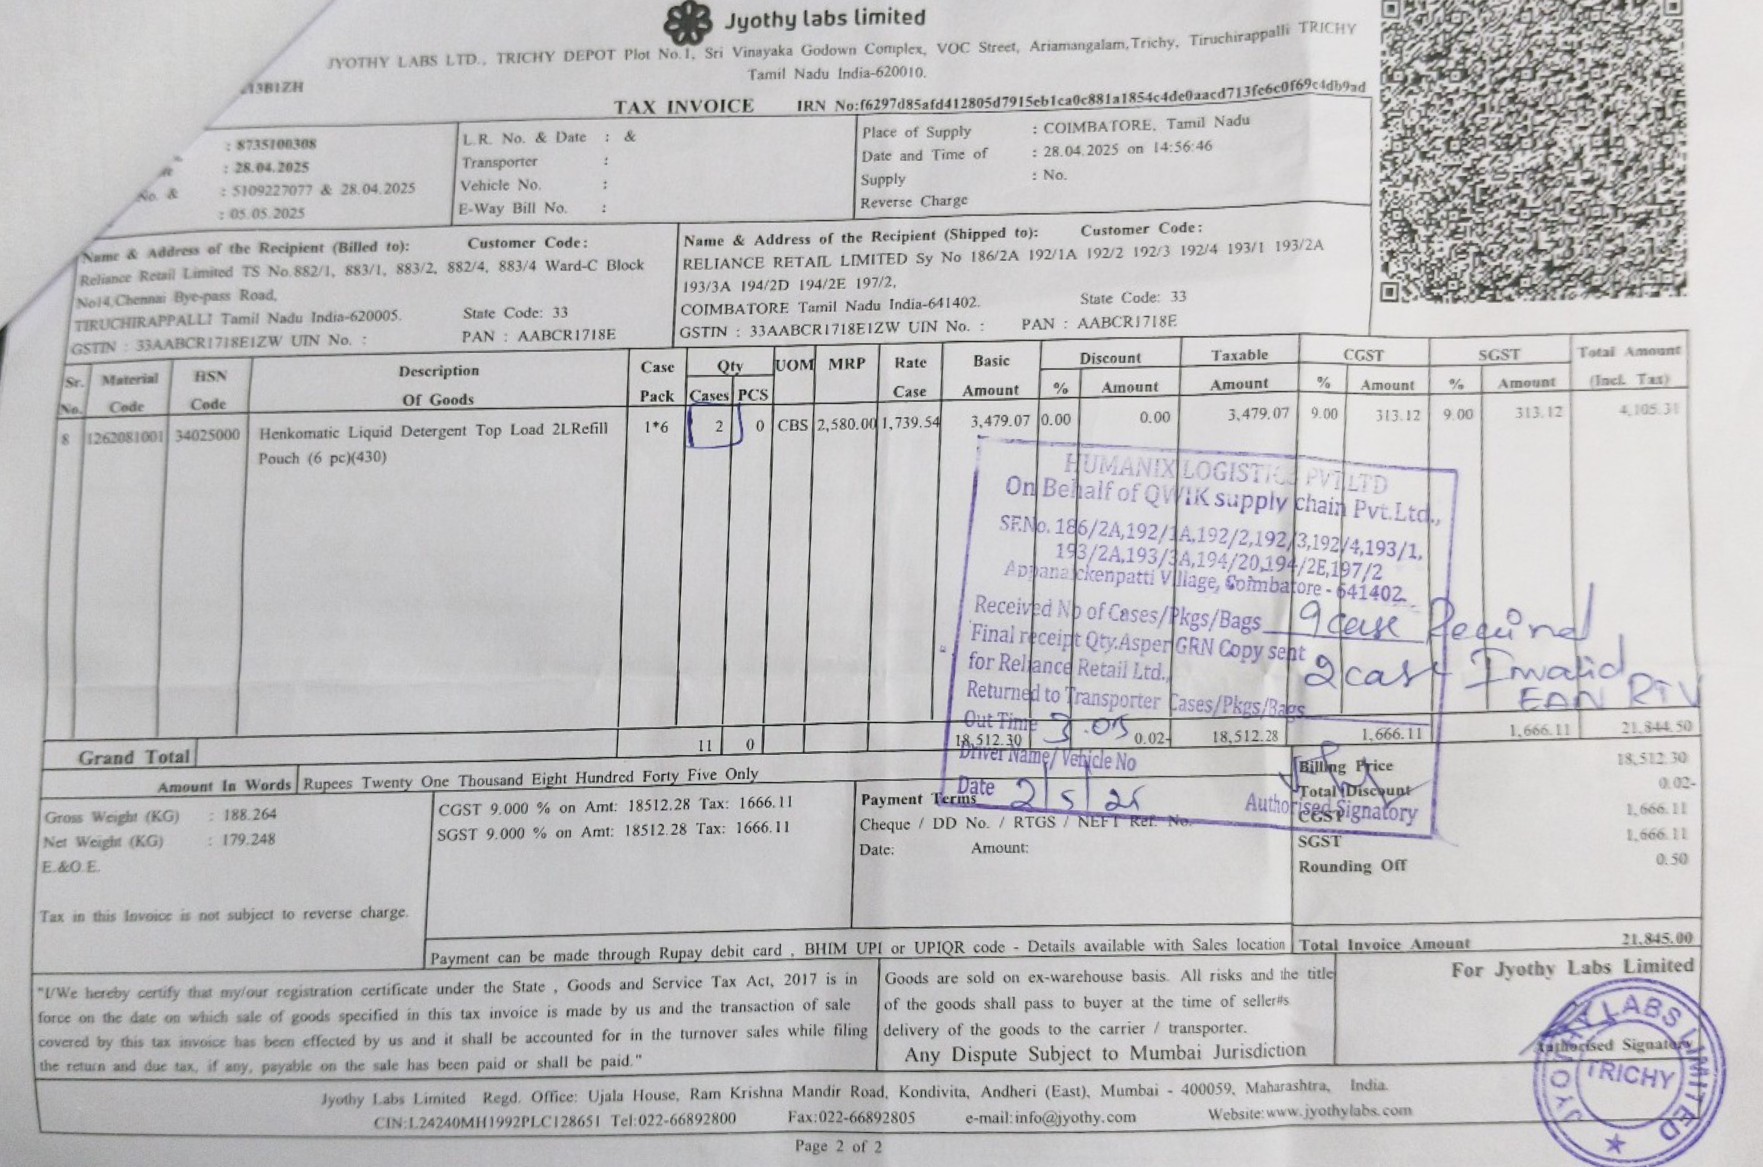 Jyothy labs limited
JYOTHY LABS LTD., TRICHY DEPOT Plot No.1, Sri Vinayaka Godown Complex, VOC Street, Ariamangalam,Trichy, Tiruchirappalli TRICHY
Tamil Nadu India-620010.
13B1ZH
TAX INVOICE IRN No:f6297d85afd412805d7915eb1ca0c881a1854c4de0aacd713fc6c0f69c4db9ad
: 8735100308
: 28.04.2025
No. & : 5109227077 & 28.04.2025
: 05.05.2025
L.R. No. & Date : &
Transporter :
Vehicle No. :
E-Way Bill No. :
Place of Supply : COIMBATORE, Tamil Nadu
Date and Time of : 28.04.2025 on 14:56:46
Supply : No.
Reverse Charge
Name & Address of the Recipient (Billed to): Customer Code:
Reliance Retail Limited TS No.882/1, 883/1, 883/2, 882/4, 883/4 Ward-C Block
No14,Chennai Bye-pass Road,
TIRUCHIRAPPALLI Tamil Nadu India-620005. State Code: 33
GSTIN : 33AABCR1718E1ZW UIN No. : PAN : AABCR1718E
Name & Address of the Recipient (Shipped to): Customer Code:
RELIANCE RETAIL LIMITED Sy No 186/2A 192/1A 192/2 192/3 192/4 193/1 193/2A
193/3A 194/2D 194/2E 197/2,
COIMBATORE Tamil Nadu India-641402. State Code: 33
GSTIN : 33AABCR1718E1ZW UIN No. : PAN : AABCR1718E
Sr. No. Material Code HSN Code Description Of Goods Case Pack Qty Cases PCS UOM MRP Rate Case Basic Amount Discount % Amount Taxable Amount CGST % Amount SGST % Amount Total Amount (Incl. Tax)
8 1262081001 34025000 Henkomatic Liquid Detergent Top Load 2LRefill 1*6 2 0 CBS 2,580.00 1,739.54 3,479.07 0.00 0.00 3,479.07 9.00 313.12 9.00 313.12 4,105.31
Pouch (6 pc)(430)
HUMANIX LOGISTICS PVT.LTD
On Behalf of QWIK supply chain Pvt.Ltd.,
SF.No. 186/2A,192/1A,192/2,192/3,192/4,193/1,
193/2A,193/3A,194/20,194/2E,197/2
Appanaickenpatti Village, Coimbatore - 641402
Received No of Cases/Pkgs/Bags 9 case Received
Final receipt Qty.Asper GRN Copy sent
for Reliance Retail Ltd., 2 case Invalid
EAN RTV
Returned to Transporter Cases/Pkgs/Bags
Out Time 3.05
Driver Name/ Vehicle No
Date 2/5/25 Authorised Signatory
Grand Total 11 0 18,512.30 0.02- 18,512.28 1,666.11 1,666.11 21,844.50
Amount In Words Rupees Twenty One Thousand Eight Hundred Forty Five Only
Gross Weight (KG) : 188.264
Net Weight (KG) : 179.248
E.&O.E.
Tax in this Invoice is not subject to reverse charge.
CGST 9.000 % on Amt: 18512.28 Tax: 1666.11
SGST 9.000 % on Amt: 18512.28 Tax: 1666.11
Payment Terms
Cheque / DD No. / RTGS / NEFT Ref. No.
Date: Amount:
Billing Price 18,512.30
Total Discount 0.02-
CGST 1,666.11
SGST 1,666.11
Rounding Off 0.50
Payment can be made through Rupay debit card , BHIM UPI or UPIQR code - Details available with Sales location
Total Invoice Amount 21,845.00
"I/We hereby certify that my/our registration certificate under the State , Goods and Service Tax Act, 2017 is in
force on the date on which sale of goods specified in this tax invoice is made by us and the transaction of sale
covered by this tax invoice has been effected by us and it shall be accounted for in the turnover sales while filing
the return and due tax, if any, payable on the sale has been paid or shall be paid."
Goods are sold on ex-warehouse basis. All risks and the title
of the goods shall pass to buyer at the time of seller#s
delivery of the goods to the carrier / transporter.
Any Dispute Subject to Mumbai Jurisdiction
For Jyothy Labs Limited
Authorised Signatory
JYOTHY LABS LIMITED
TRICHY
Jyothy Labs Limited Regd. Office: Ujala House, Ram Krishna Mandir Road, Kondivita, Andheri (East), Mumbai - 400059, Maharashtra, India.
CIN:L24240MH1992PLC128651 Tel:022-66892800 Fax:022-66892805 e-mail:info@jyothy.com Website:www.jyothylabs.com
Page 2 of 2